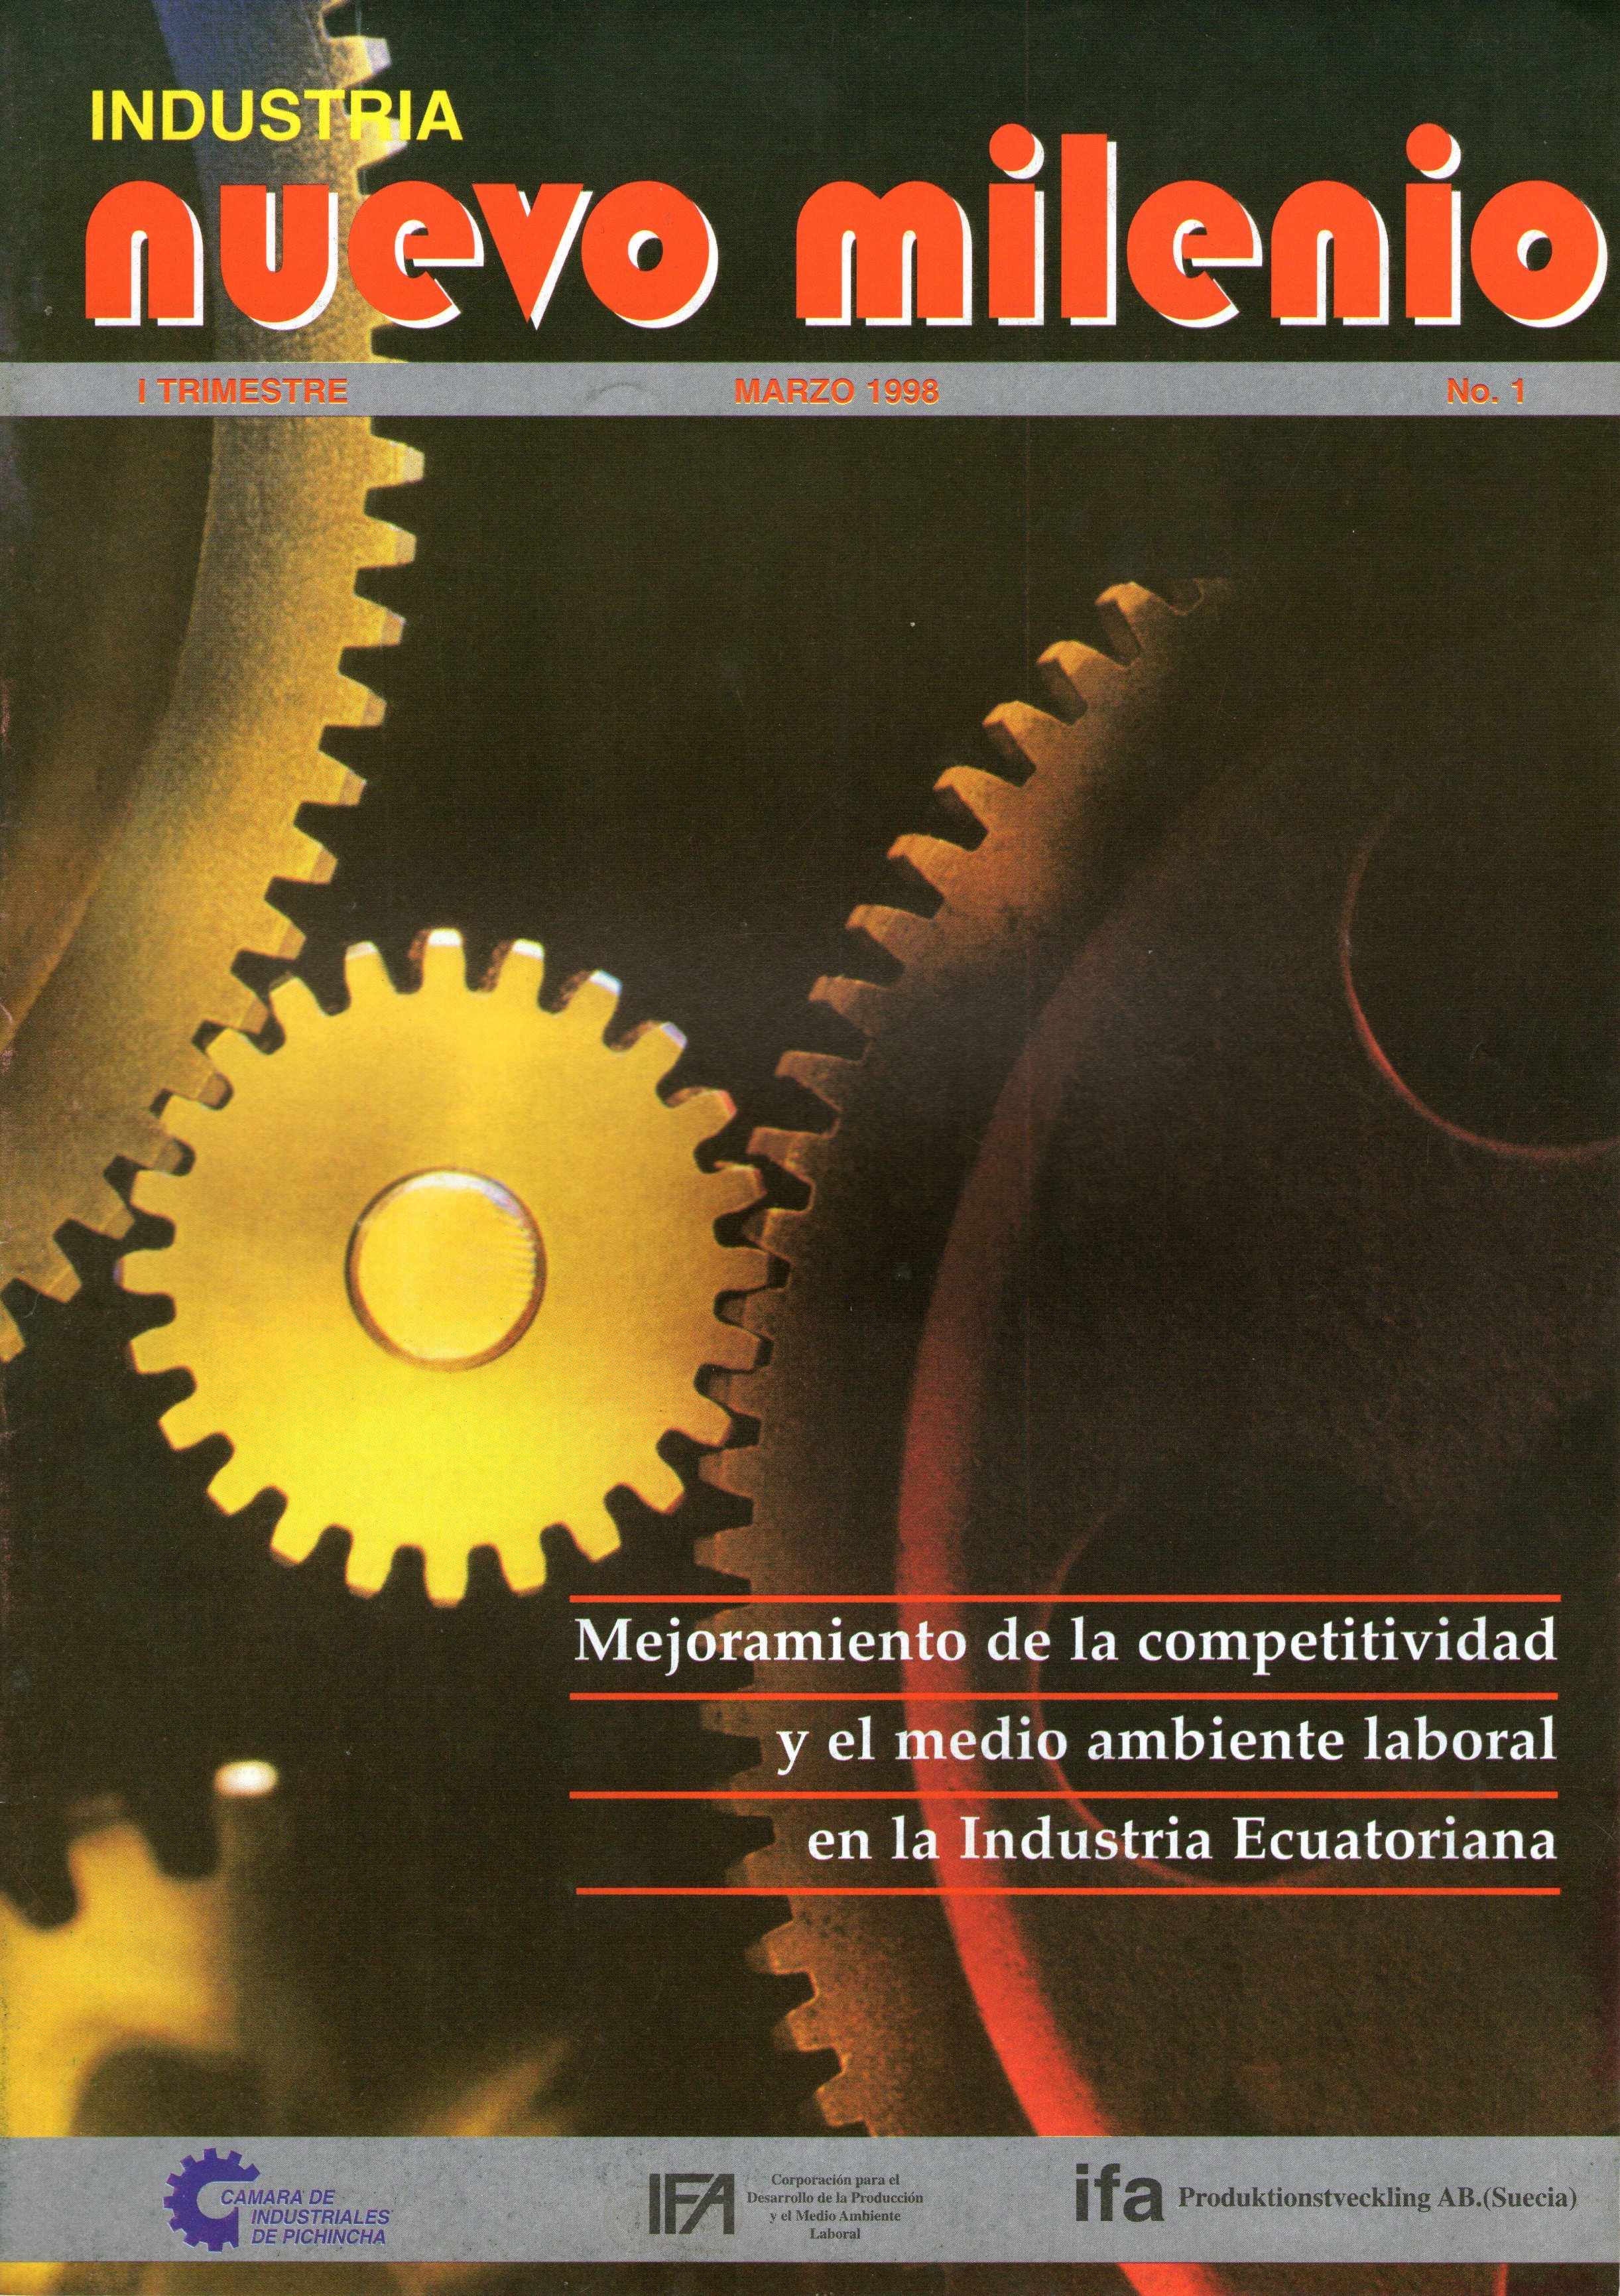 INDUSTRIA
nuevo milenio
I TRIMESTRE MARZO 1998 No. 1
Mejoramiento de la competitividad
y el medio ambiente laboral
en la Industria Ecuatoriana
CAMARA DE
INDUSTRIALES
DE PICHINCHA
IFA
Corporación para el
Desarrollo de la Producción
y el Medio Ambiente
Laboral
ifa Produktionstveckling AB.(Suecia)